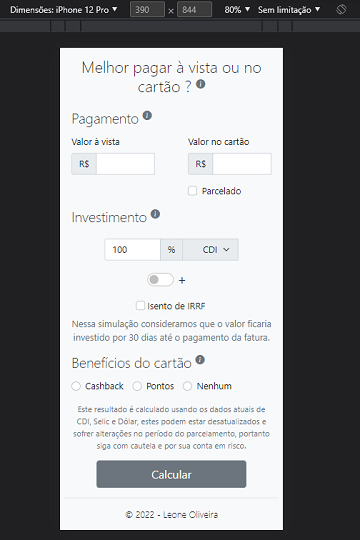 Dimensões: iPhone 12 Pro ▼ 390 × 844 80% ▼ Sem limitação ▼
Melhor pagar à vista ou no
cartão ? i
Pagamento i
Valor à vista Valor no cartão
R$ R$
Parcelado
Investimento i
100 % CDI
+
Isento de IRRF
Nessa simulação consideramos que o valor ficaria
investido por 30 dias até o pagamento da fatura.
Benefícios do cartão i
Cashback Pontos Nenhum
Este resultado é calculado usando os dados atuais de
CDI, Selic e Dólar, estes podem estar desatualizados e
sofrer alterações no período do parcelamento, portanto
siga com cautela e por sua conta em risco.
Calcular
© 2022 - Leone Oliveira